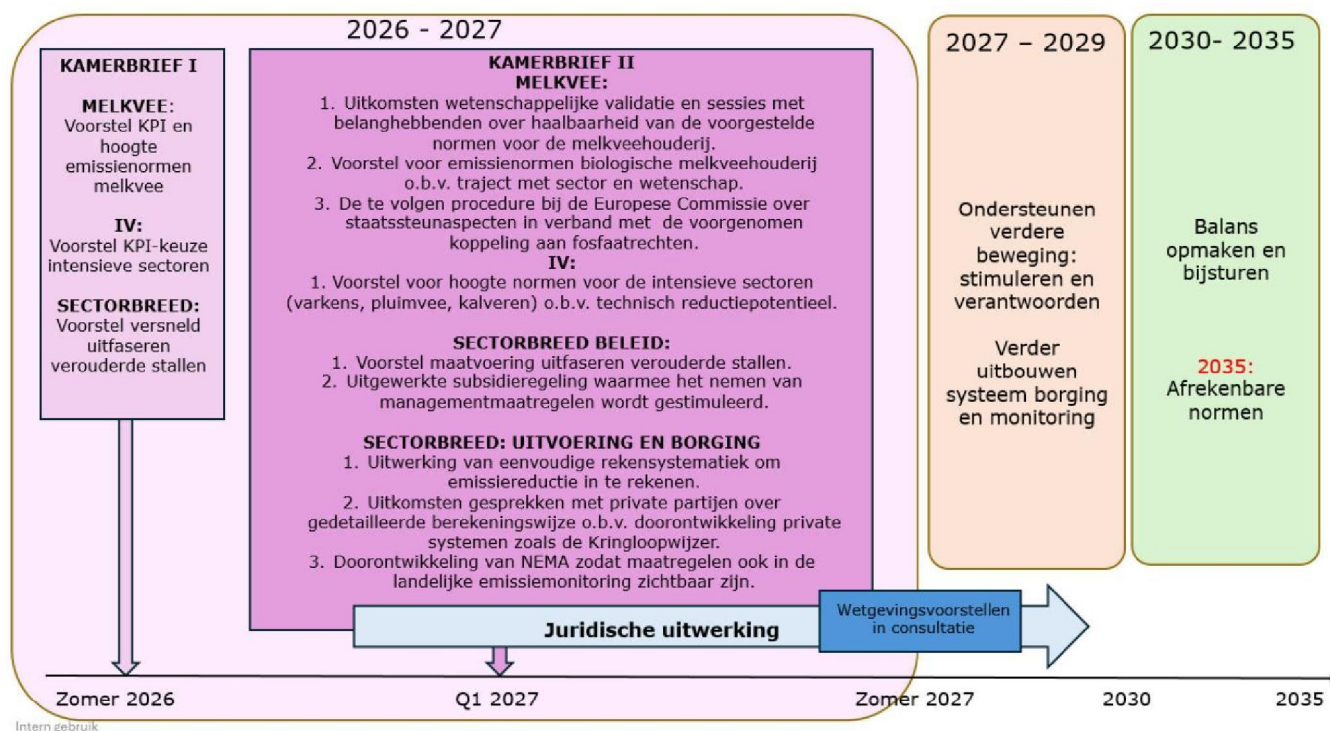 2026 - 2027
KAMERBRIEF I
MELKVEE:
Voorstel KPI en
hoogte
emissienormen
melkvee
IV:
Voorstel KPI-keuze
intensieve sectoren
SECTORBREED:
Voorstel versneld
uitfaseren
verouderde stallen
KAMERBRIEF II
MELKVEE:
1. Uitkomsten wetenschappelijke validatie en sessies met
belanghebbenden over haalbaarheid van de voorgestelde
normen voor de melkveehouderij.
2. Voorstel voor emissienormen biologische melkveehouderij
o.b.v. traject met sector en wetenschap.
3. De te volgen procedure bij de Europese Commissie over
staatssteunaspecten in verband met de voorgenomen
koppeling aan fosfaatrechten.
IV:
1. Voorstel voor hoogte normen voor de intensieve sectoren
(varkens, pluimvee, kalveren) o.b.v. technisch reductiepotentieel.
SECTORBREED BELEID:
1. Voorstel maatvoering uitfaseren verouderde stallen.
2. Uitgewerkte subsidieregeling waarmee het nemen van
managementmaatregelen wordt gestimuleerd.
SECTORBREED: UITVOERING EN BORGING
1. Uitwerking van eenvoudige rekensystematiek om
emissiereductie in te rekenen.
2. Uitkomsten gesprekken met private partijen over
gedetailleerde berekeningswijze o.b.v. doorontwikkeling private
systemen zoals de Kringloopwijzer.
3. Doorontwikkeling van NEMA zodat maatregelen ook in de
landelijke emissiemonitoring zichtbaar zijn.
2027 – 2029
Ondersteunen
verdere
beweging:
stimuleren en
verantwoorden
Verder
uitbouwen
systeem borging
en monitoring
2030- 2035
Balans
opmaken en
bijsturen
2035:
Afrekenbare
normen
Juridische uitwerking
Wetgevingsvoorstellen
in consultatie
Zomer 2026
Q1 2027
Zomer 2027
2030
2035
Intern gebruik